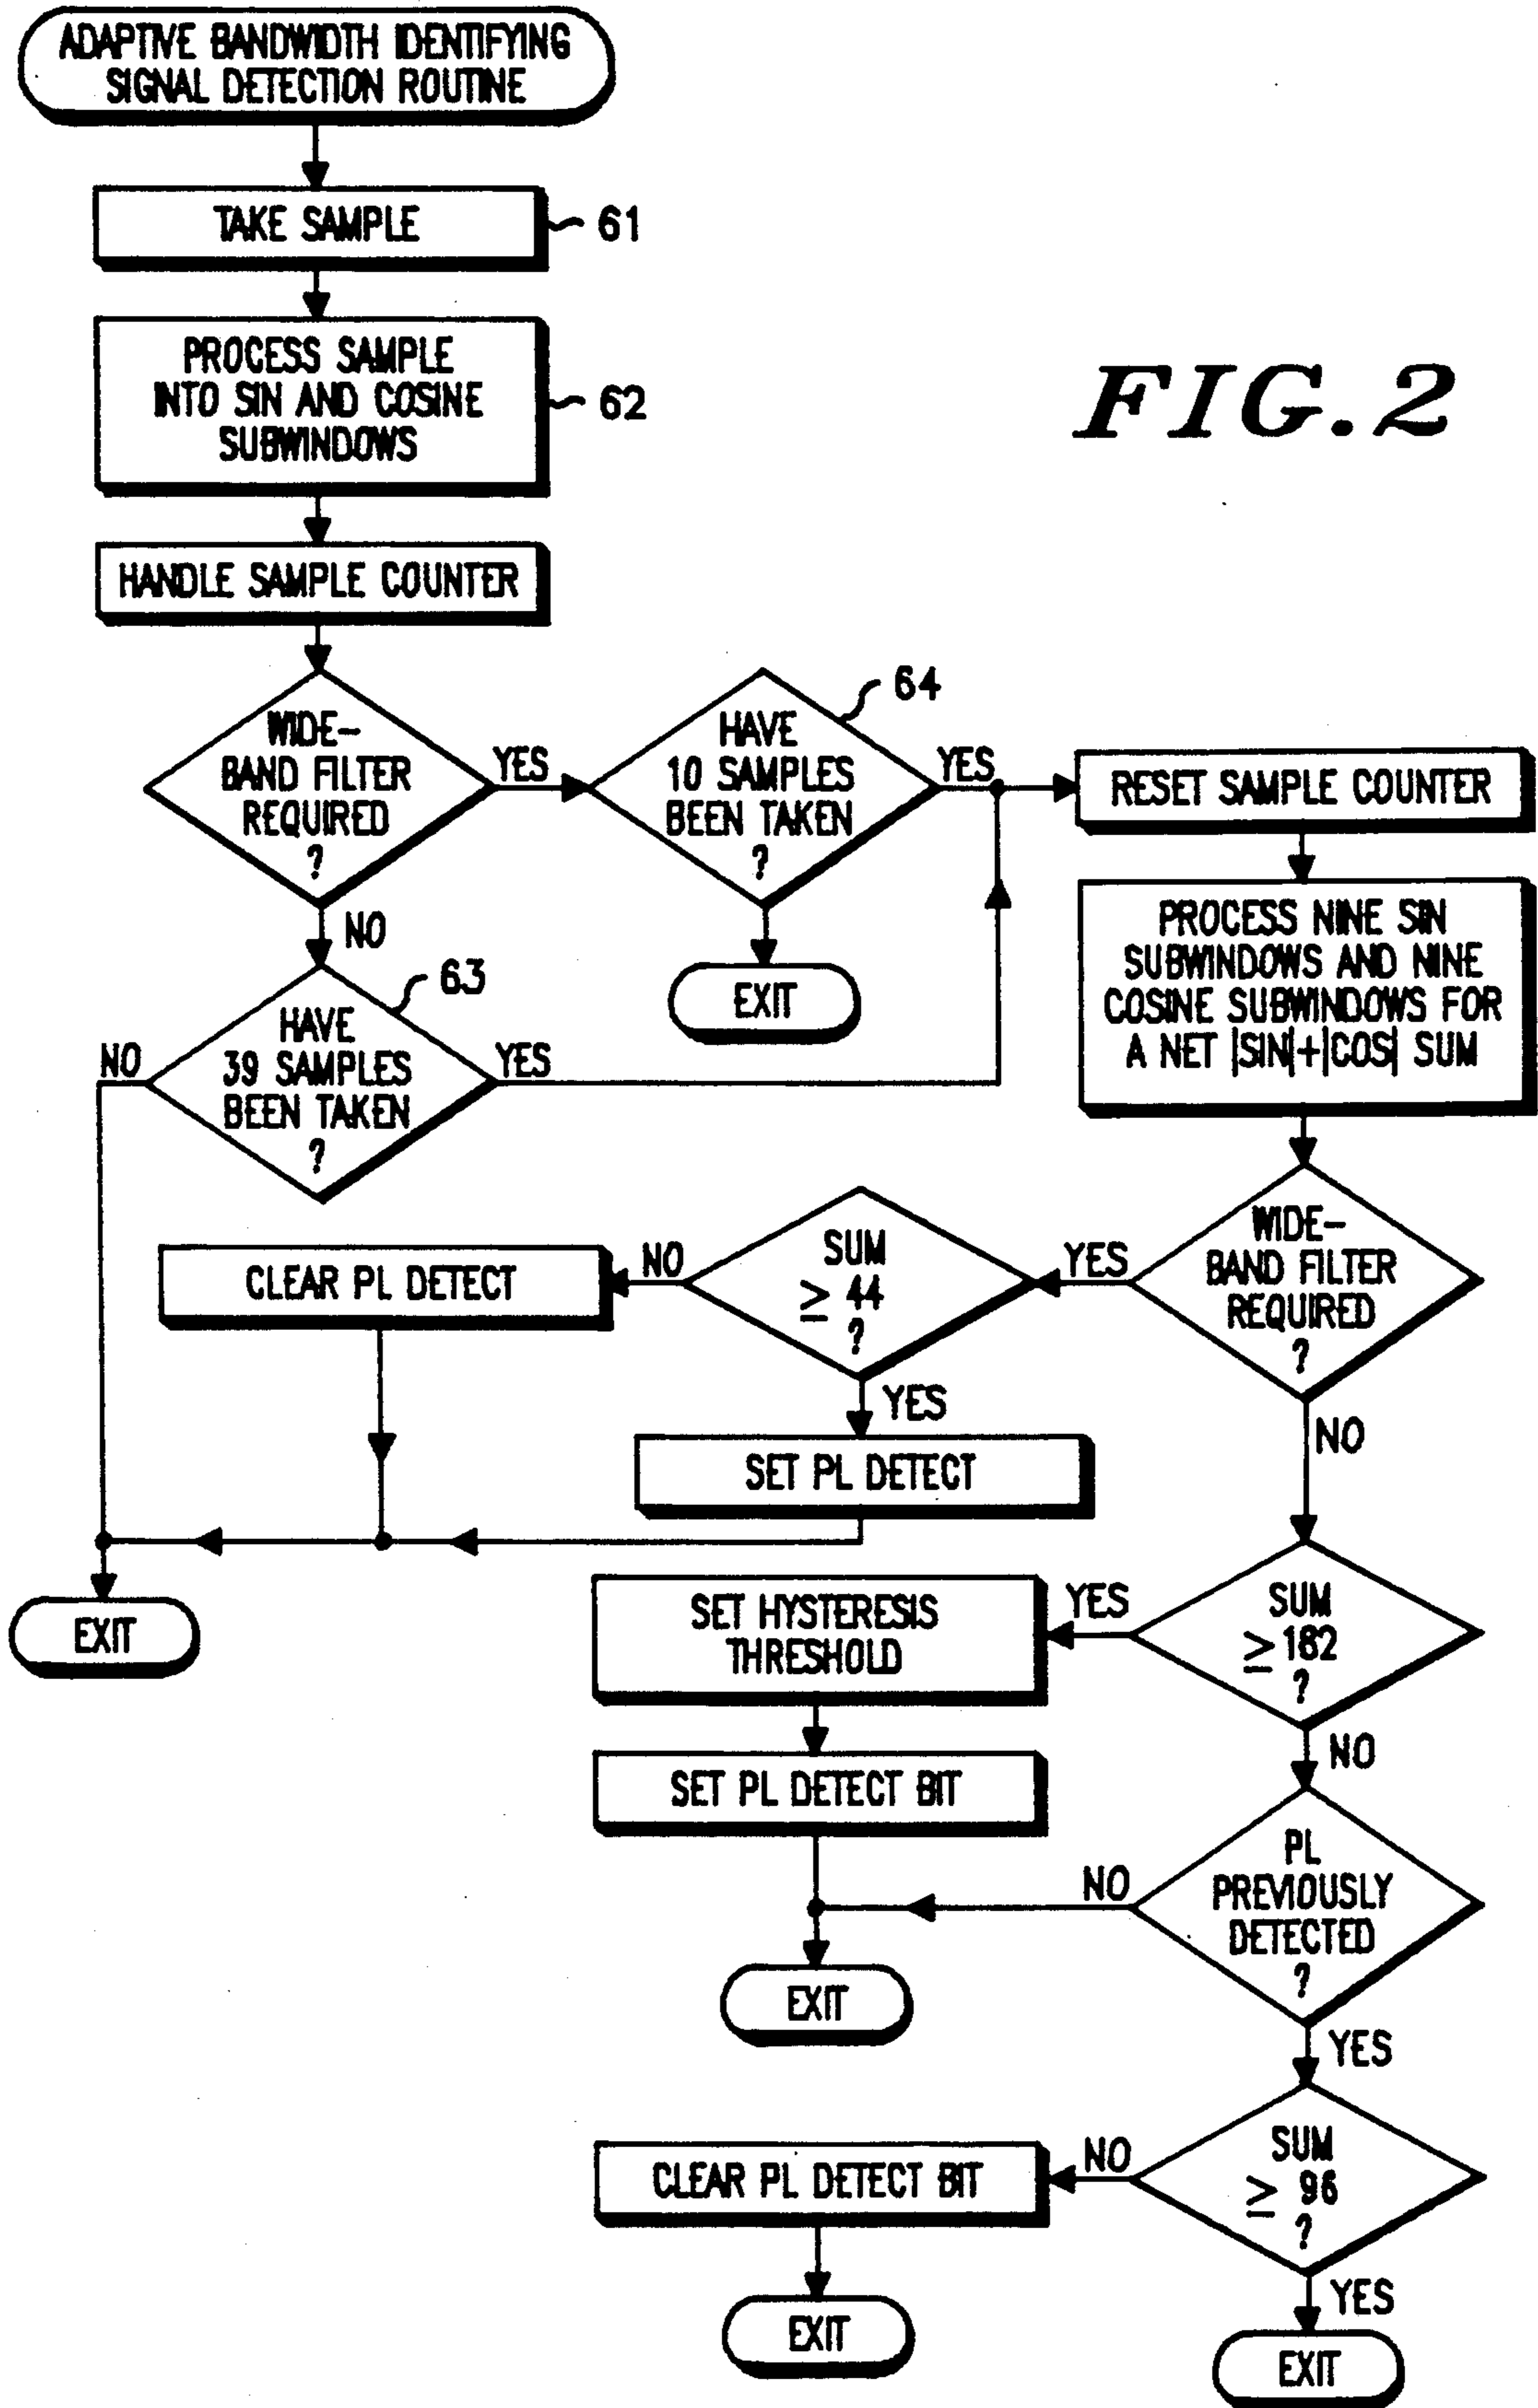 ADAPTIVE BANDWIDTH IDENTIFYING
SIGNAL DETECTION ROUTINE
TAKE SAMPLE
61
PROCESS SAMPLE
INTO SIN AND COSINE
SUBWINDOWS
62
FIG.2
HANDLE SAMPLE COUNTER
WIDE-
BAND FILTER
REQUIRED
?
YES
NO
64
HAVE
10 SAMPLES
BEEN TAKEN
?
YES
EXIT
63
HAVE
39 SAMPLES
BEEN TAKEN
?
NO
YES
RESET SAMPLE COUNTER
PROCESS NINE SIN
SUBWINDOWS AND NINE
COSINE SUBWINDOWS FOR
A NET |SIN|+|COS| SUM
WIDE-
BAND FILTER
REQUIRED
?
YES
NO
SUM
≥ 44
?
NO
YES
CLEAR PL DETECT
SET PL DETECT
EXIT
SUM
≥ 182
?
YES
NO
SET HYSTERESIS
THRESHOLD
SET PL DETECT BIT
PL
PREVIOUSLY
DETECTED
?
NO
YES
EXIT
SUM
≥ 96
?
NO
YES
CLEAR PL DETECT BIT
EXIT
EXIT